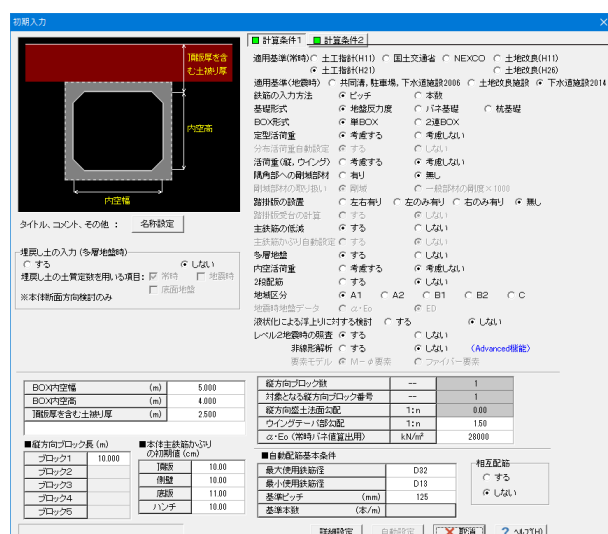 初期入力
頂版厚を含
む土被り厚
内空高
内空幅
タイトル、コメント、その他 : 名称設定
埋戻し土の入力 (多層地盤時)
する しない
埋戻し土の土質定数を用いる項目: 常時 地震時
底面地盤
※本体断面方向検討のみ
計算条件1 計算条件2
適用基準(常時) 土工指針(H11) 国土交通省 NEXCO 土地改良(H11)
土工指針(H21) 土地改良(H26)
適用基準(地震時) 共同溝,駐車場,下水道施設2006 土地改良施設 下水道施設2014
鉄筋の入力方法 ピッチ 本数
基礎形式 地盤反力度 バネ基礎 杭基礎
BOX形式 単BOX 2連BOX
定型活荷重 考慮する 考慮しない
分布活荷重自動設定 する しない
活荷重(縦,ウイング) 考慮する 考慮しない
隅角部への剛域部材 有り 無し
剛域部材の取り扱い 剛域 一般部材の剛度×1000
踏掛版の設置 左右有り 左のみ有り 右のみ有り 無し
踏掛版受台の計算 する しない
主鉄筋の低減 する しない
主鉄筋かぶり自動設定 する しない
多層地盤 する しない
内空活荷重 考慮する 考慮しない
2段配筋 する しない
地域区分 A1 A2 B1 B2 C
地震時地盤データ α・Eo ED
液状化による浮上りに対する検討 する しない
レベル2地震時の照査 する しない
非線形解析 する しない (Advanced機能)
要素モデル M-φ要素 ファイバー要素
BOX内空幅 (m) 5.000
BOX内空高 (m) 4.000
頂版厚を含む土被り厚 (m) 2.500
■縦方向ブロック長 (m)
ブロック1 10.000
ブロック2
ブロック3
ブロック4
ブロック5
■本体主鉄筋かぶり
の初期値 (cm)
頂版 10.00
側壁 10.00
底版 11.00
ハンチ 10.00
縦方向ブロック数 -- 1
対象となる縦方向ブロック番号 -- 1
縦方向盛土法面勾配 1:n 0.00
ウイングテーパ部勾配 1:n 1.50
α・Eo (常時バネ値算出用) kN/m² 28000
■自動配筋基本条件
最大使用鉄筋径 D32
最小使用鉄筋径 D13
基準ピッチ (mm) 125
基準本数 (本/m)
相互配筋
する
しない
詳細設定 自動設定 取消 ? ヘルプ(H)